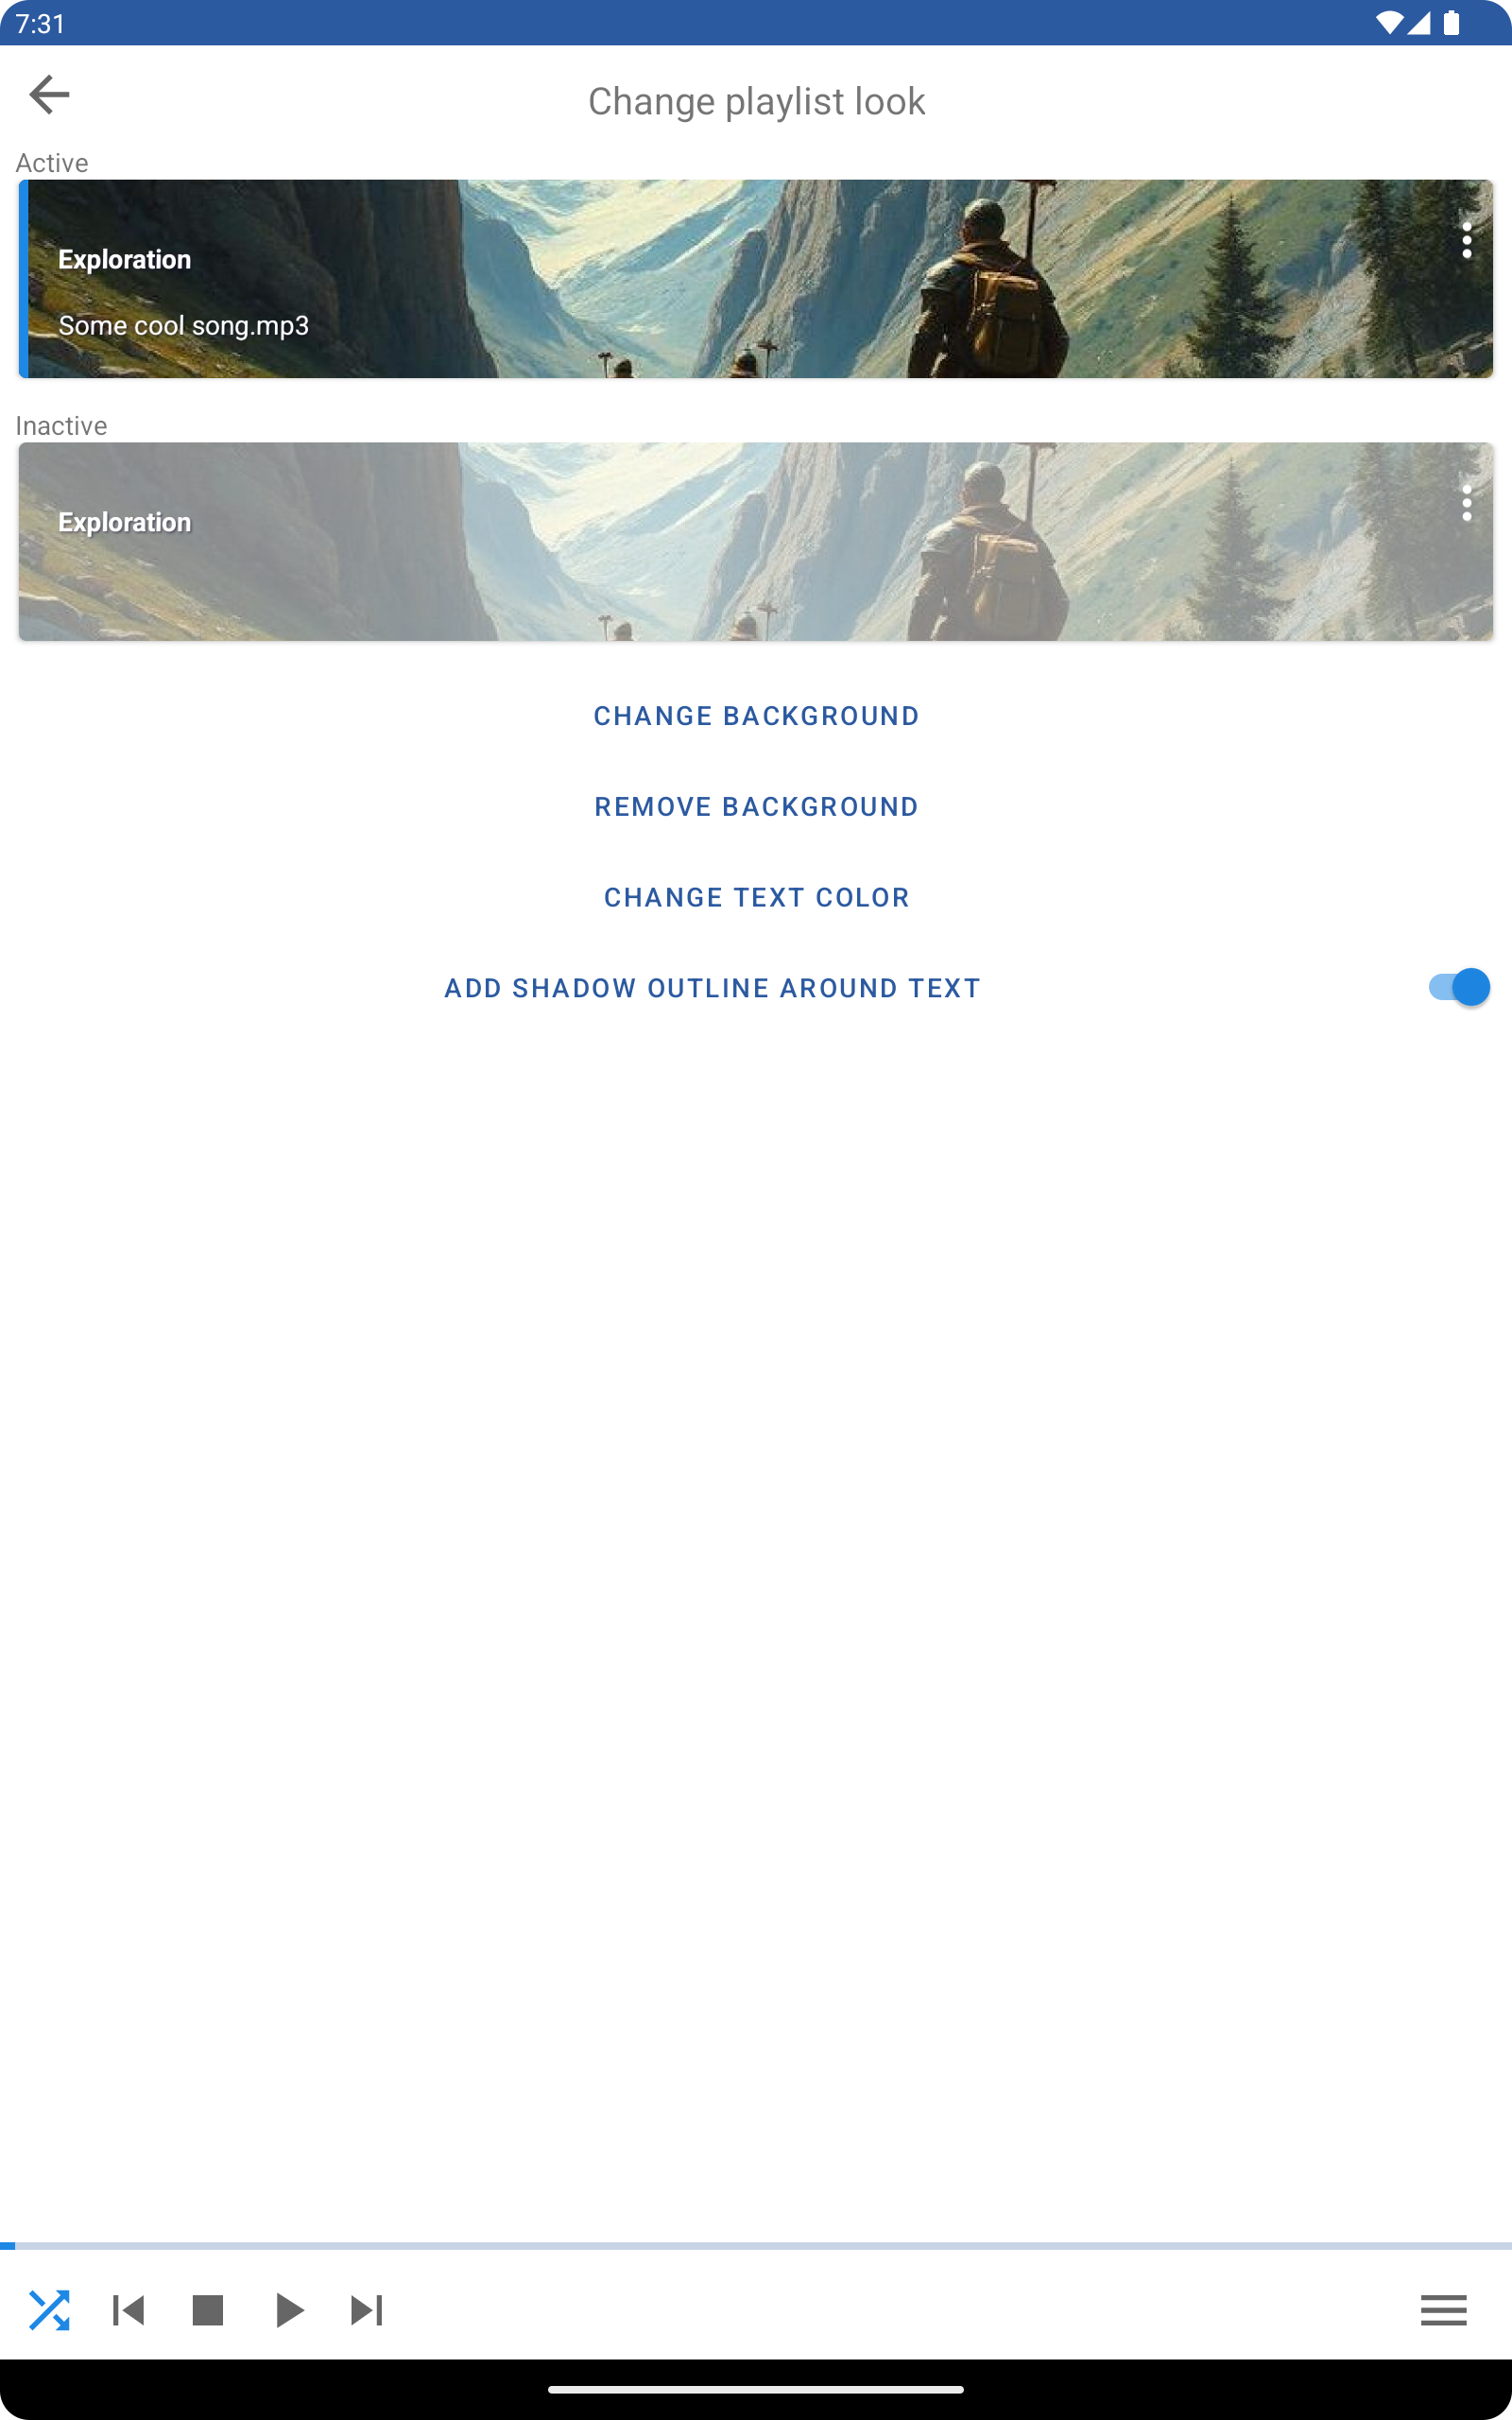 7:31
Change playlist look
Active
Exploration
Some cool song.mp3
Inactive
Exploration
CHANGE BACKGROUND
REMOVE BACKGROUND
CHANGE TEXT COLOR
ADD SHADOW OUTLINE AROUND TEXT